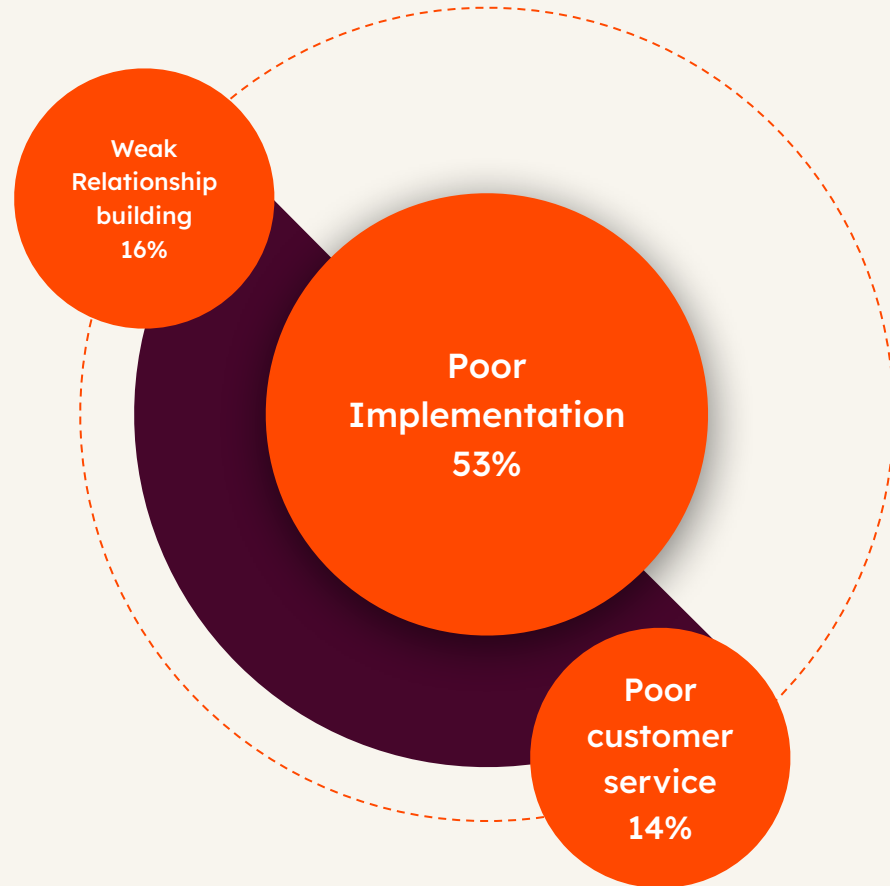 Weak
Relationship
building
16%
Poor
Implementation
53%
Poor
customer
service
14%